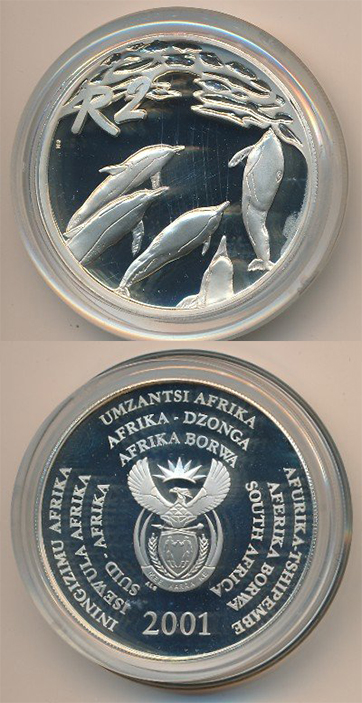 R2
UMZANTSI AFRIKA
AFRIKA - DZONGA
AFRIKA BORWA
ININGIZIMU AFRIKA
ISEWULA AFRIKA
SUID - AFRIKA
AFURIKA-TSHIPEMBE
AFERIKA BORWA
SOUTH AFRICA
2001